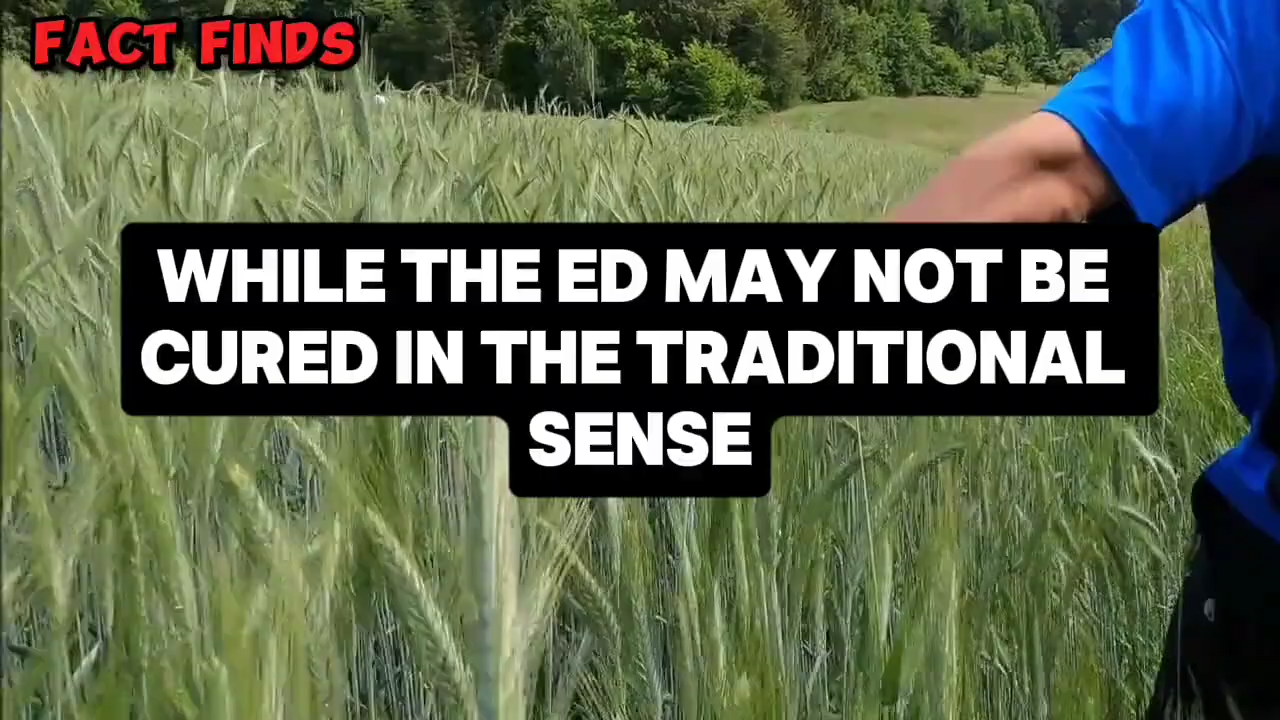 FACT FINDS
WHILE THE ED MAY NOT BE
CURED IN THE TRADITIONAL
SENSE